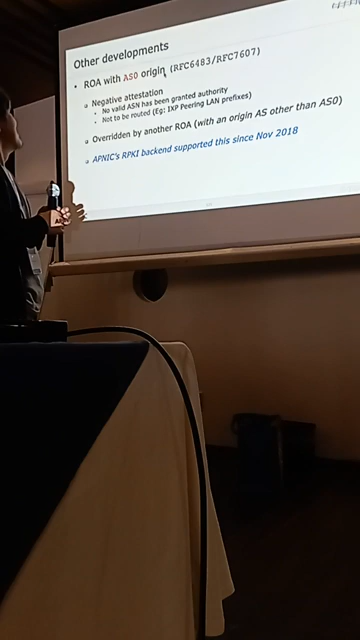 Other developments
• ROA with AS0 origin (RFC6483/RFC7607)
Negative attestation
• No valid ASN has been granted authority
• Not to be routed (Eg: IXP Peering LAN prefixes)
Overridden by another ROA (with an origin AS other than AS0)
APNIC's RPKI backend supported this since Nov 2018